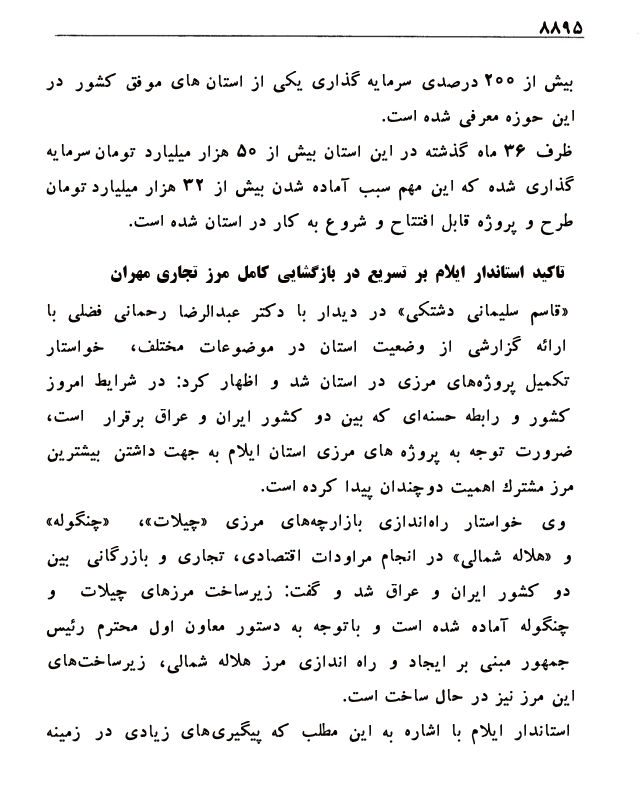 ۸۸۹۵
بیش از ۲۰۰ درصدی سرمایه گذاری یکی از استان های موفق کشور در
این حوزه معرفی شده است.
ظرف ۳۶ ماه گذشته در این استان بیش از ۵۰ هزار میلیارد تومان سرمایه
گذاری شده که این مهم سبب آماده شدن بیش از ۳۲ هزار میلیارد تومان
طرح و پروژه قابل افتتاح و شروع به کار در استان شده است.
تاکید استاندار ایلام بر تسریع در بازگشایی کامل مرز تجاری مهران
«قاسم سلیمانی دشتکی» در دیدار با دکتر عبدالرضا رحمانی فضلی با
ارائه گزارشی از وضعیت استان در موضوعات مختلف، خواستار
تکمیل پروژه‌های مرزی در استان شد و اظهار کرد: در شرایط امروز
کشور و رابطه حسنه‌ای که بین دو کشور ایران و عراق برقرار است،
ضرورت توجه به پروژه های مرزی استان ایلام به جهت داشتن بیشترین
مرز مشترك اهمیت دوچندان پیدا کرده است.
وی خواستار راه‌اندازی بازارچه‌های مرزی «چیلات»، «چنگوله»
و «هلاله شمالی» در انجام مراودات اقتصادی، تجاری و بازرگانی بین
دو کشور ایران و عراق شد و گفت: زیرساخت مرزهای چیلات و
چنگوله آماده شده است و باتوجه به دستور معاون اول محترم رئیس
جمهور مبنی بر ایجاد و راه اندازی مرز هلاله شمالی، زیرساخت‌های
این مرز نیز در حال ساخت است.
استاندار ایلام با اشاره به این مطلب که پیگیری‌های زیادی در زمینه